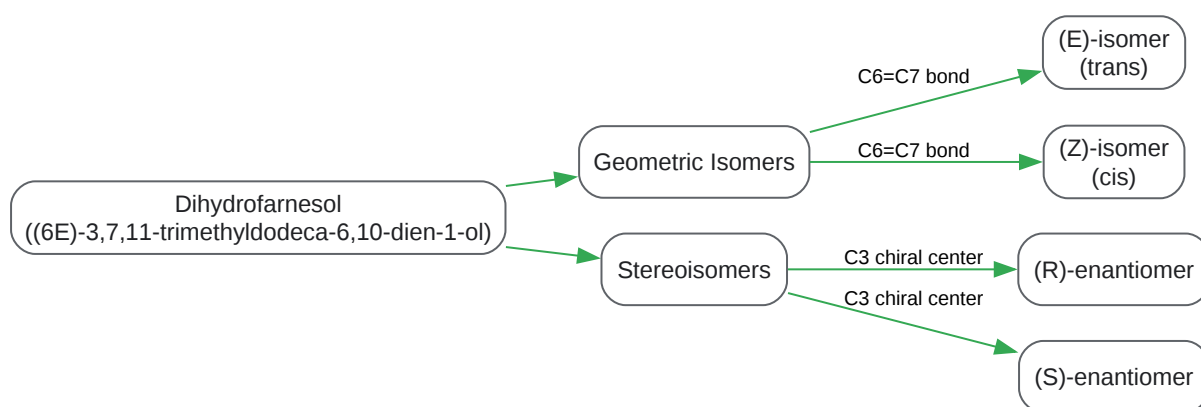 Dihydrofarnesol
((6E)-3,7,11-trimethyldodeca-6,10-dien-1-ol)
Geometric Isomers
Stereoisomers
C6=C7 bond
C6=C7 bond
C3 chiral center
C3 chiral center
(E)-isomer
(trans)
(Z)-isomer
(cis)
(R)-enantiomer
(S)-enantiomer